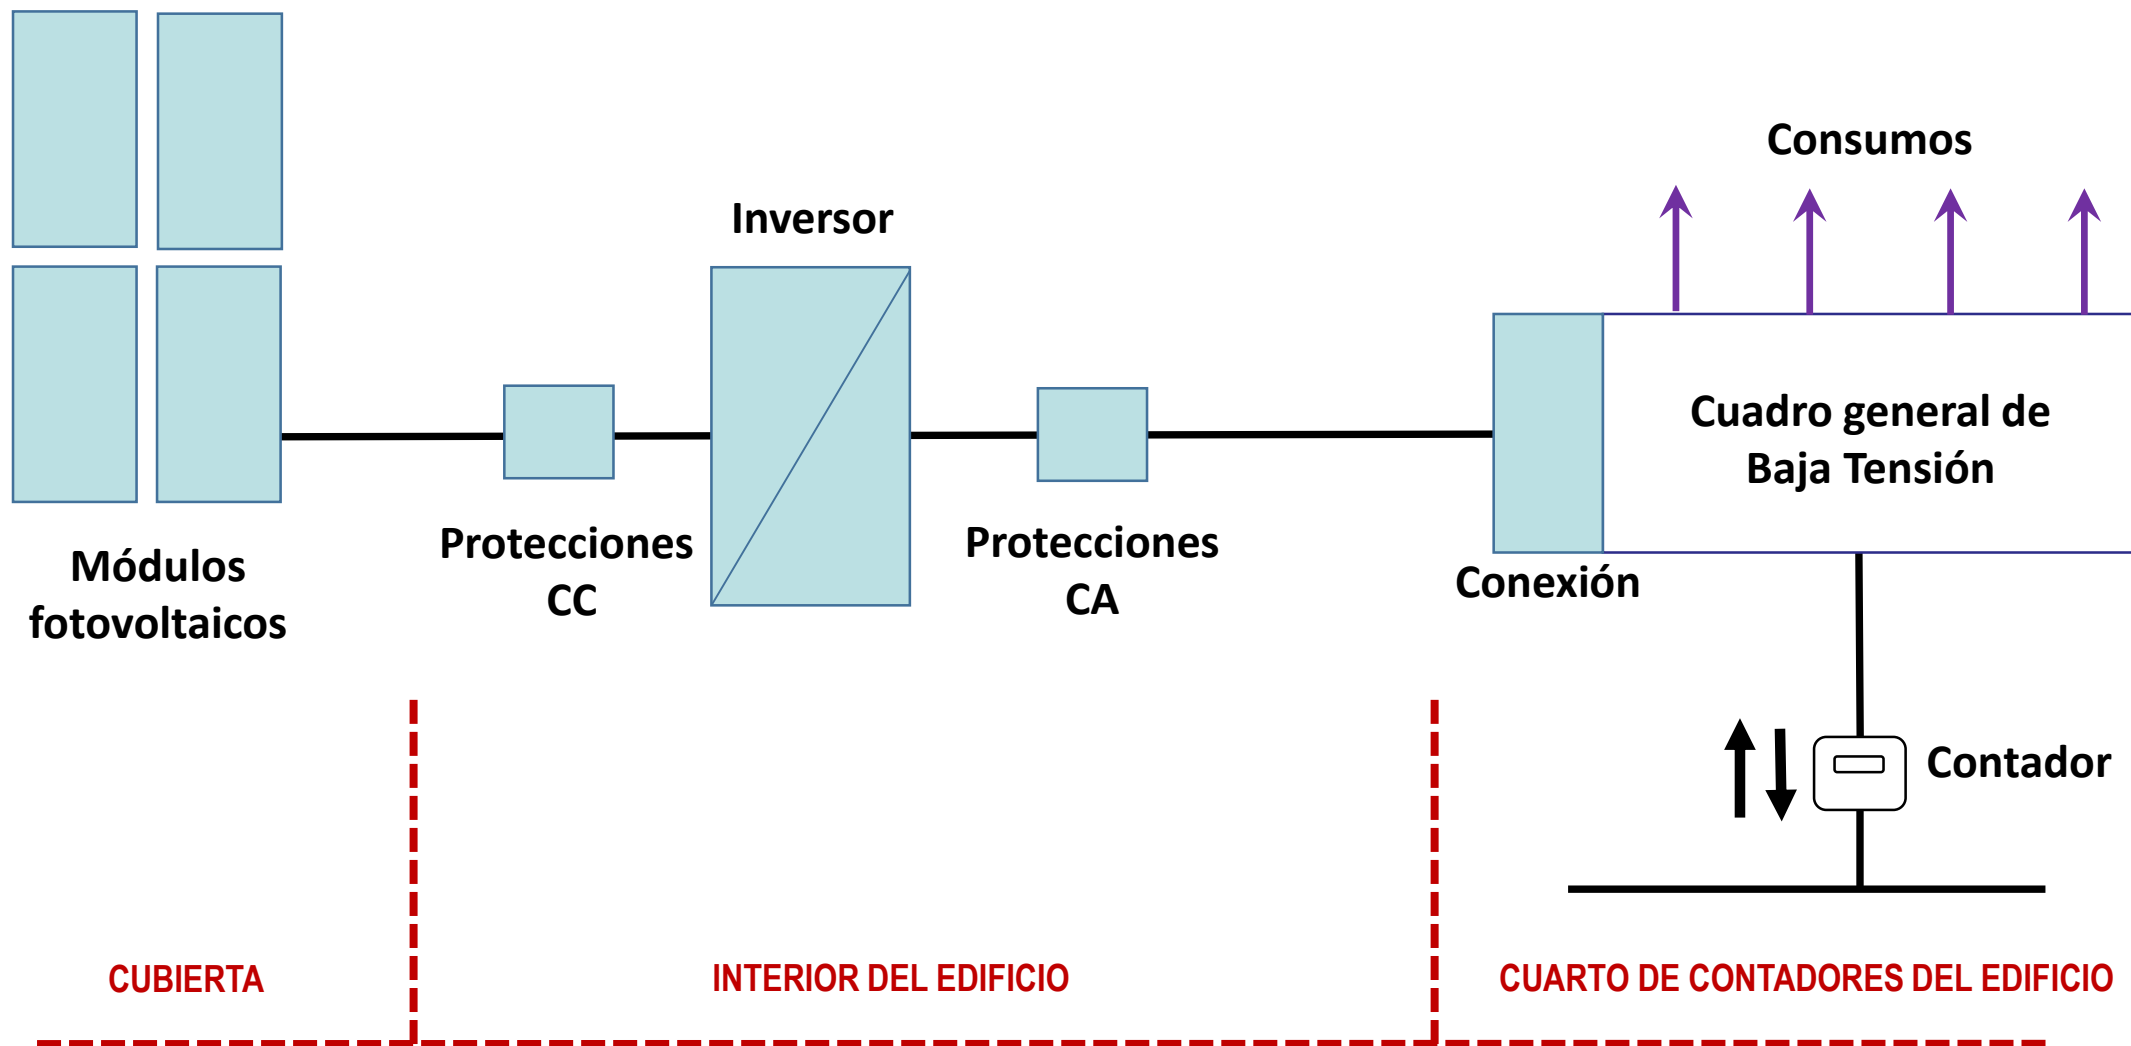 Consumos
Inversor
Cuadro general de
Baja Tensión
Módulos
fotovoltaicos
Protecciones
CC
Protecciones
CA
Conexión
Contador
CUBIERTA
INTERIOR DEL EDIFICIO
CUARTO DE CONTADORES DEL EDIFICIO